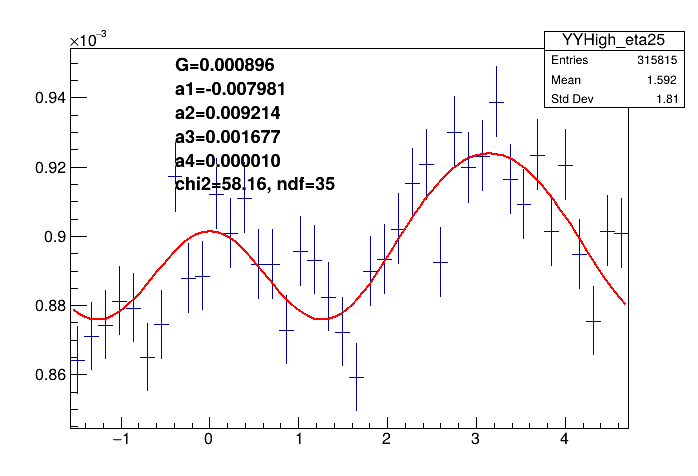 ×10⁻³
YYHigh_eta25
Entries 315815
Mean 1.592
Std Dev 1.81
G=0.000896
a1=-0.007981
a2=0.009214
a3=0.001677
a4=0.000010
chi2=58.16, ndf=35
0.94
0.92
0.9
0.88
0.86
−1 0 1 2 3 4